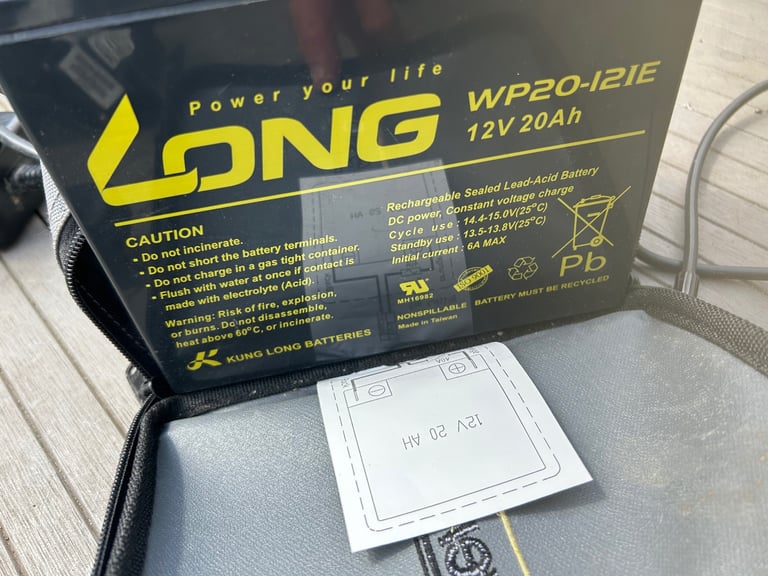 Power your life
LONG
WP20-12IE
12V 20Ah
CAUTION
• Do not incinerate.
• Do not short the battery terminals.
• Do not charge in a gas tight container.
• Flush with water at once if contact is
made with electrolyte (Acid).
Warning: Risk of fire, explosion,
or burns. Do not disassemble,
heat above 60°C, or incinerate.
KUNG LONG BATTERIES
Rechargeable Sealed Lead-Acid Battery
DC power, Constant voltage charge
Cycle use : 14.4-15.0V(25°C)
Standby use : 13.5-13.8V(25°C)
Initial current : 6A MAX
Pb
MH16982
NONSPILLABLE BATTERY MUST BE RECYCLED
Made in Taiwan
12V 20 AH